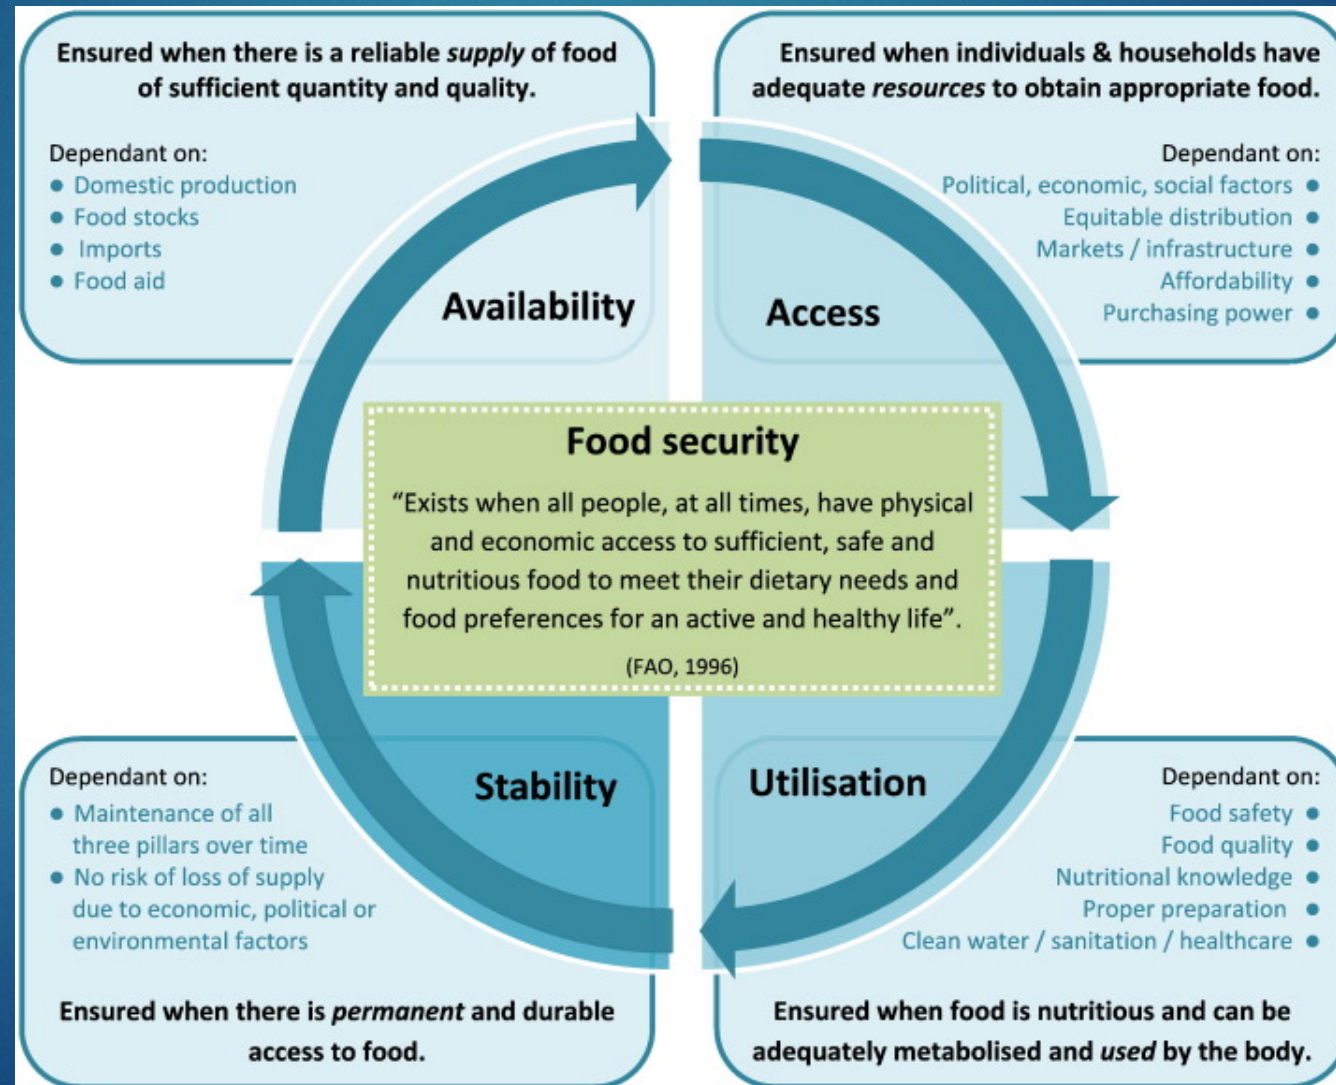 Ensured when there is a reliable supply of food
of sufficient quantity and quality.
Dependant on:
● Domestic production
● Food stocks
● Imports
● Food aid
Availability
Ensured when individuals & households have
adequate resources to obtain appropriate food.
Dependant on:
Political, economic, social factors ●
Equitable distribution ●
Markets / infrastructure ●
Affordability ●
Purchasing power ●
Access
Food security
“Exists when all people, at all times, have physical
and economic access to sufficient, safe and
nutritious food to meet their dietary needs and
food preferences for an active and healthy life”.
(FAO, 1996)
Stability
Dependant on:
● Maintenance of all
three pillars over time
● No risk of loss of supply
due to economic, political or
environmental factors
Ensured when there is permanent and durable
access to food.
Utilisation
Dependant on:
Food safety ●
Food quality ●
Nutritional knowledge ●
Proper preparation ●
Clean water / sanitation / healthcare ●
Ensured when food is nutritious and can be
adequately metabolised and used by the body.